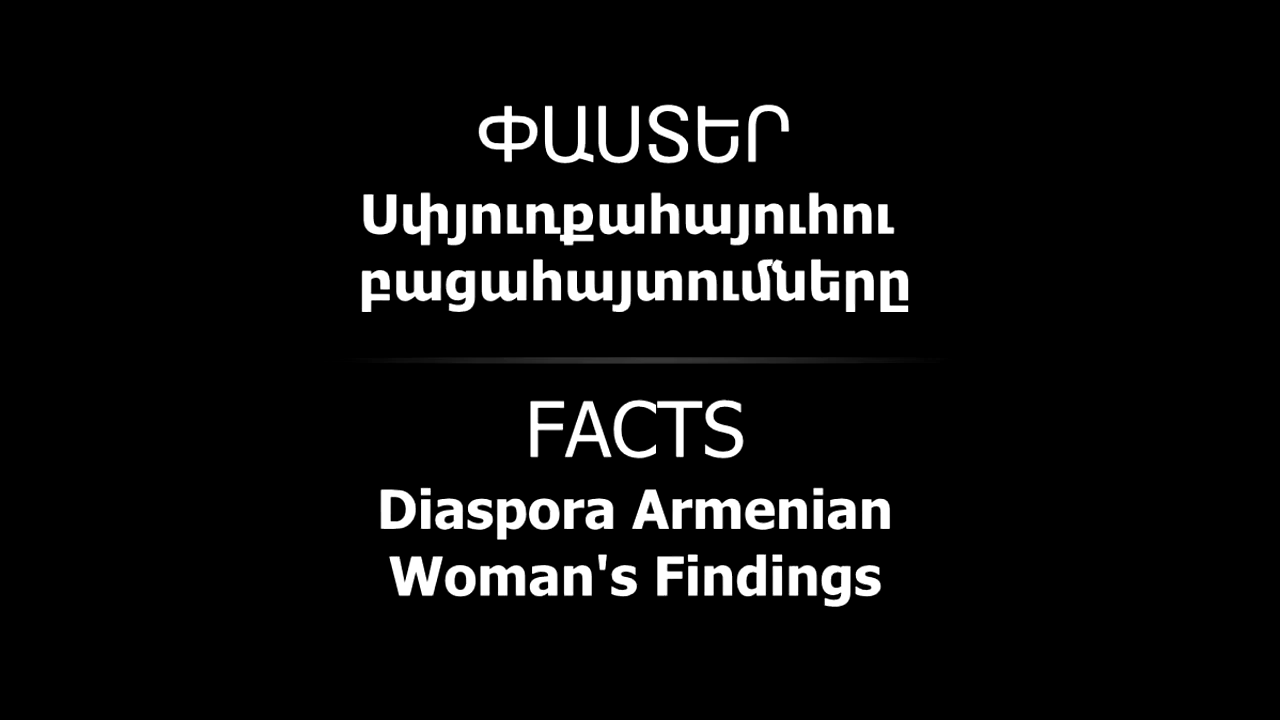 ՓԱՍՏԵՐ
Սփյուռքահայուհու
բացահայտումները
FACTS
Diaspora Armenian
Woman's Findings